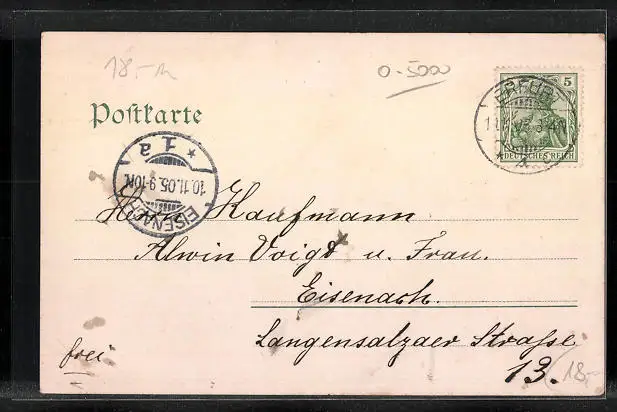 18,- m
0-5000
5
ERFURT
DEUTSCHES REICH
Postkarte
1a
10.11.05.9-10N.
EISENACH
Herrn Kaufmann
Alwin Voigt u. Frau.
Eisenach.
Langensalzaer Straße
frei
13.
18,-